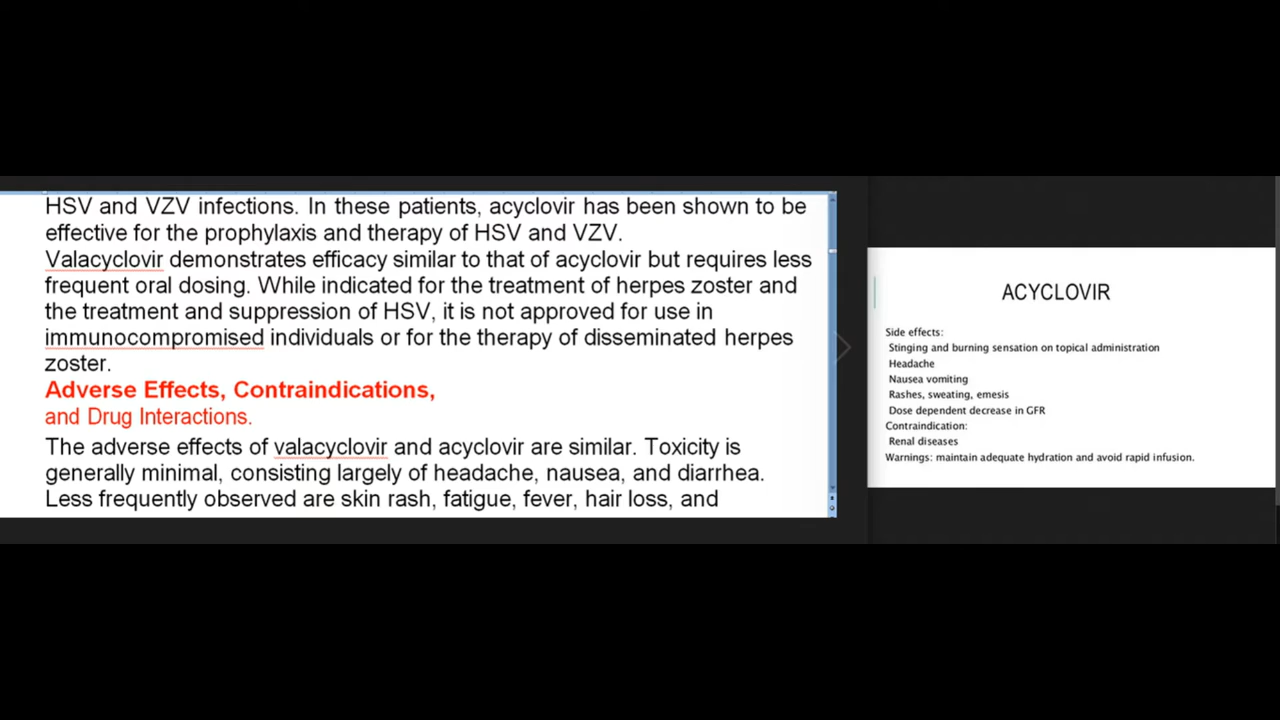 HSV and VZV infections. In these patients, acyclovir has been shown to be
effective for the prophylaxis and therapy of HSV and VZV.
Valacyclovir demonstrates efficacy similar to that of acyclovir but requires less
frequent oral dosing. While indicated for the treatment of herpes zoster and
the treatment and suppression of HSV, it is not approved for use in
immunocompromised individuals or for the therapy of disseminated herpes
zoster.
Adverse Effects, Contraindications,
and Drug Interactions.
The adverse effects of valacyclovir and acyclovir are similar. Toxicity is
generally minimal, consisting largely of headache, nausea, and diarrhea.
Less frequently observed are skin rash, fatigue, fever, hair loss, and
ACYCLOVIR
Side effects:
Stinging and burning sensation on topical administration
Headache
Nausea vomiting
Rashes, sweating, emesis
Dose dependent decrease in GFR
Contraindication:
Renal diseases
Warnings: maintain adequate hydration and avoid rapid infusion.